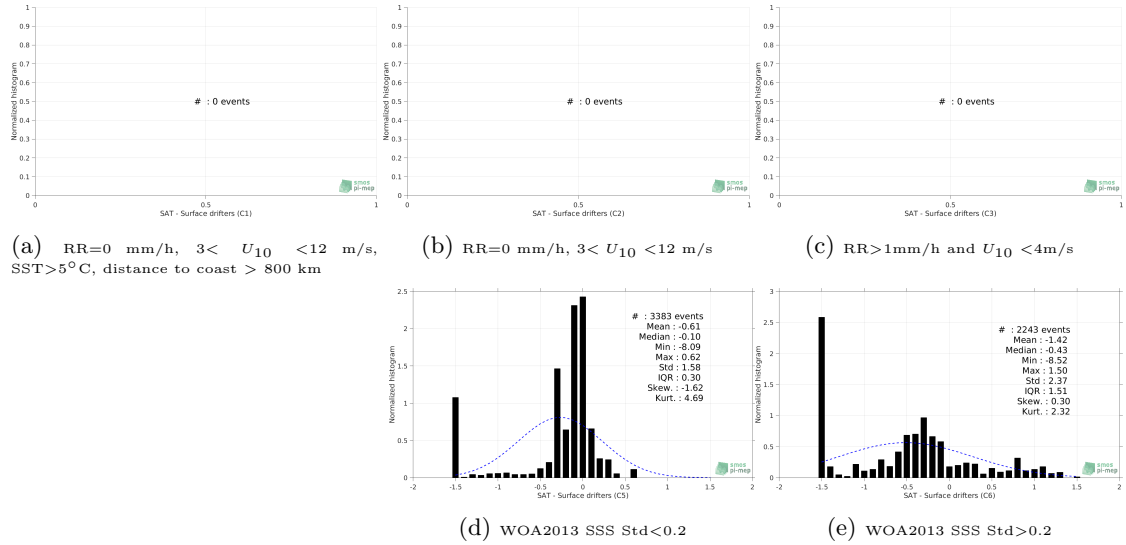 Normalized histogram
1
0.9
0.8
0.7
0.6
0.5
0.4
0.3
0.2
0.1
0
# : 0 events
smos
pi-mep
0 0.5 1
SAT - Surface drifters (C1)
(a) RR=0 mm/h, 3< U10 <12 m/s,
SST>5°C, distance to coast > 800 km
Normalized histogram
1
0.9
0.8
0.7
0.6
0.5
0.4
0.3
0.2
0.1
0
# : 0 events
smos
pi-mep
0 0.5 1
SAT - Surface drifters (C2)
(b) RR=0 mm/h, 3< U10 <12 m/s
Normalized histogram
1
0.9
0.8
0.7
0.6
0.5
0.4
0.3
0.2
0.1
0
# : 0 events
smos
pi-mep
0 0.5 1
SAT - Surface drifters (C3)
(c) RR>1mm/h and U10 <4m/s
Normalized histogram
2.5
2
1.5
1
0.5
0
# : 3383 events
Mean : -0.61
Median : -0.10
Min : -8.09
Max : 0.62
Std : 1.58
IQR : 0.30
Skew. : -1.62
Kurt. : 4.69
smos
pi-mep
-2 -1.5 -1 -0.5 0 0.5 1 1.5 2
SAT - Surface drifters (C5)
(d) WOA2013 SSS Std<0.2
Normalized histogram
3
2.5
2
1.5
1
0.5
0
# : 2243 events
Mean : -1.42
Median : -0.43
Min : -8.52
Max : 1.50
Std : 2.37
IQR : 1.51
Skew. : 0.30
Kurt. : 2.32
smos
pi-mep
-2 -1.5 -1 -0.5 0 0.5 1 1.5 2
SAT - Surface drifters (C6)
(e) WOA2013 SSS Std>0.2